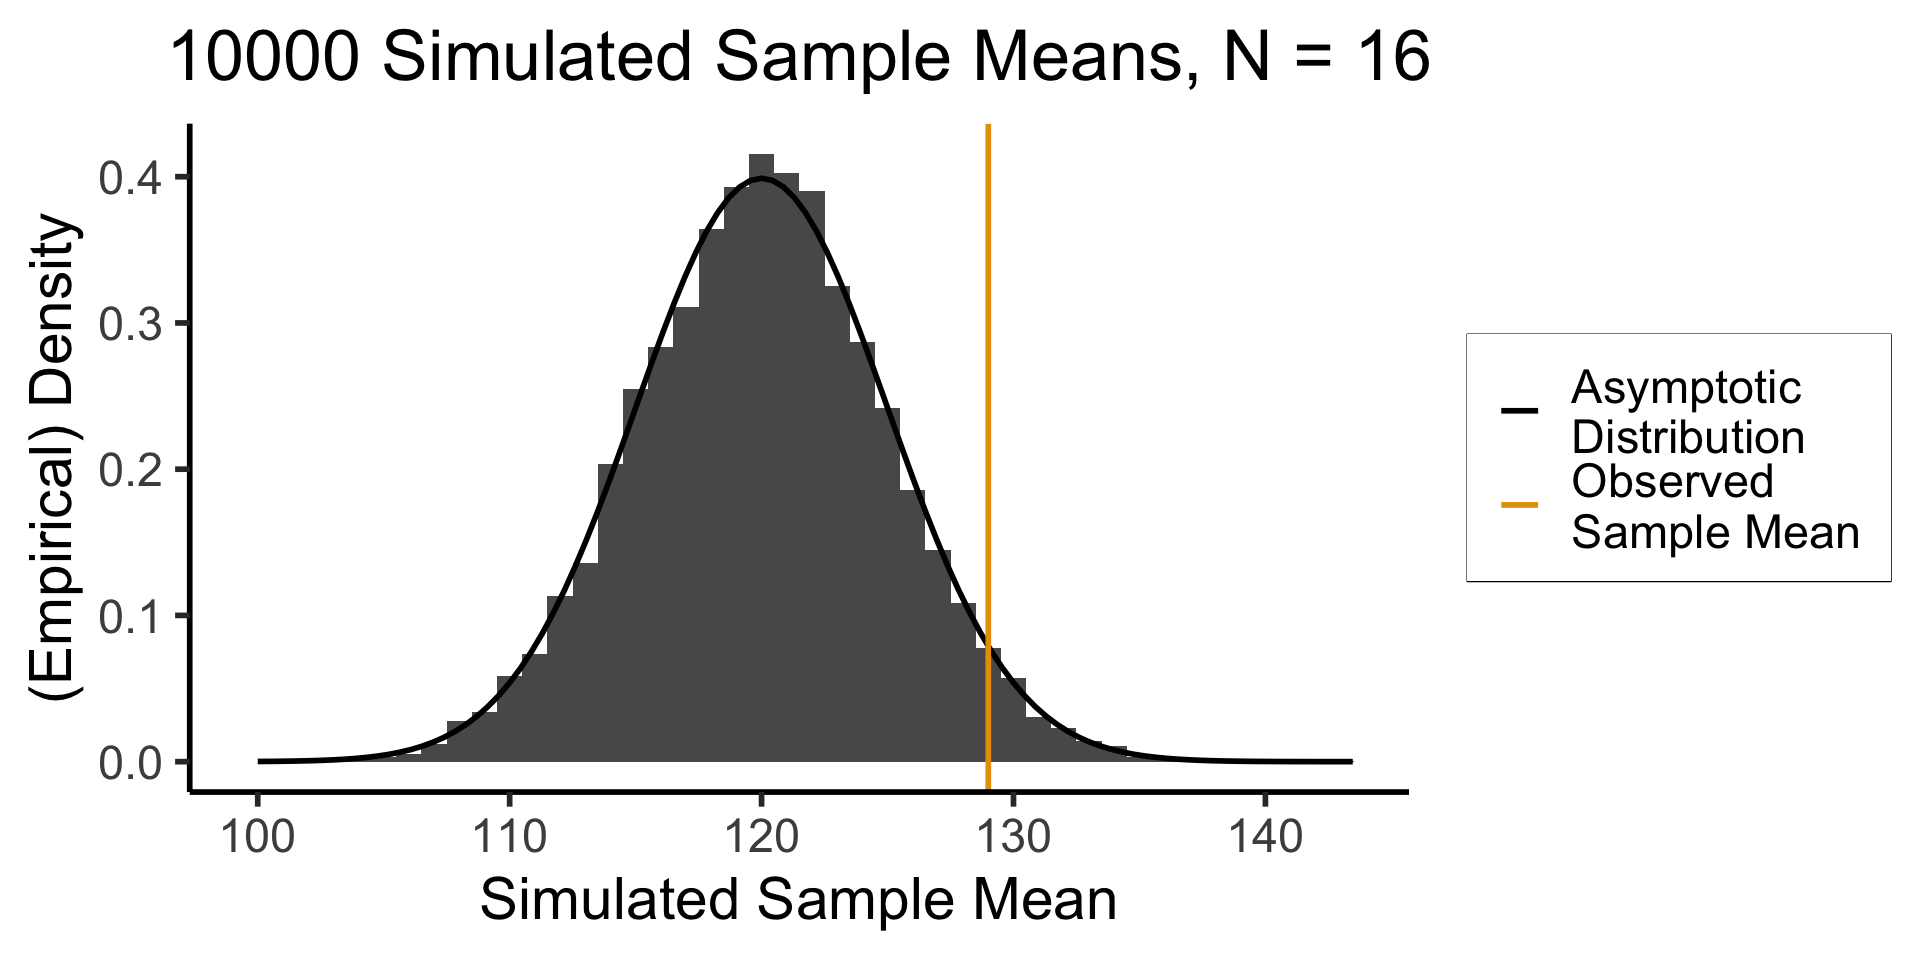 10000 Simulated Sample Means, N = 16
(Empirical) Density
0.4
0.3
0.2
0.1
0.0
100 110 120 130 140
Simulated Sample Mean
Asymptotic
Distribution
Observed
Sample Mean